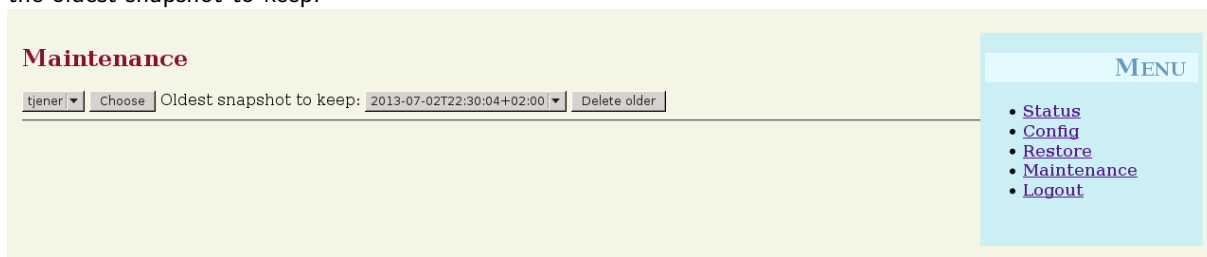 the oldest snapshot to keep.
Maintenance
tjener Choose Oldest snapshot to keep: 2013-07-02T22:30:04+02:00 Delete older
MENU
Status
Config
Restore
Maintenance
Logout